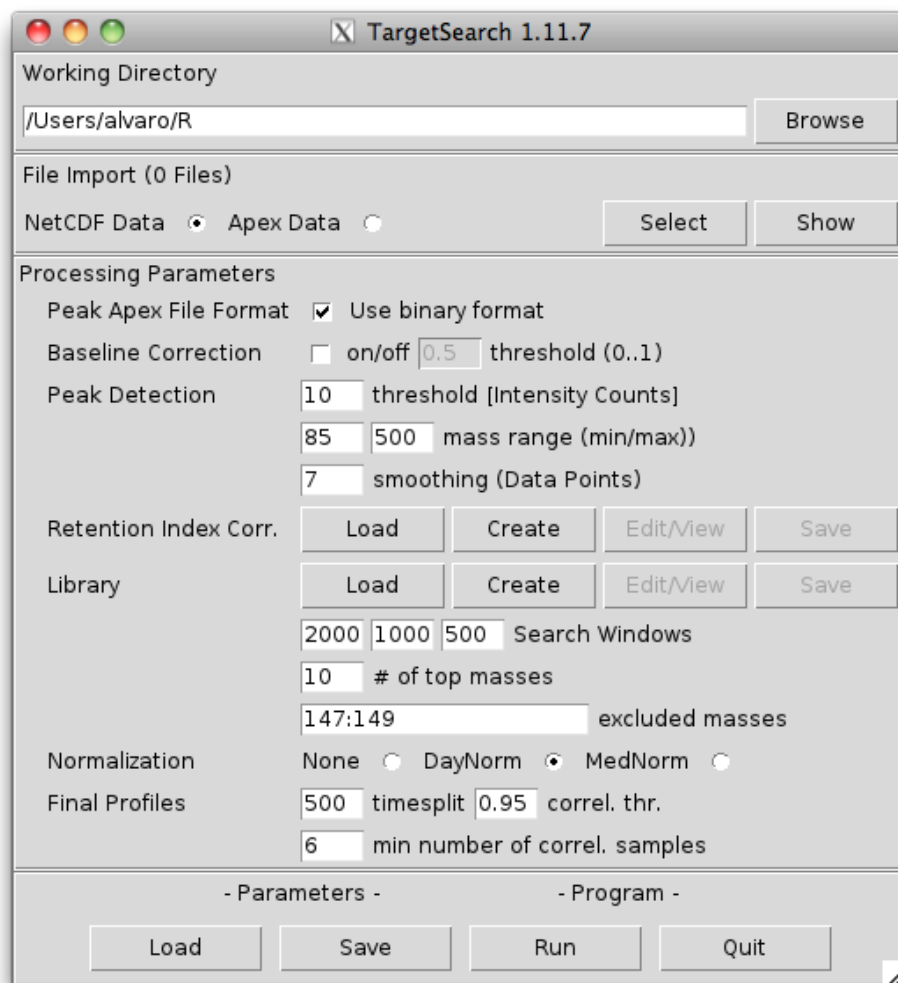 TargetSearch 1.11.7
Working Directory
/Users/alvaro/R Browse
File Import (0 Files)
NetCDF Data Apex Data Select Show
Processing Parameters
Peak Apex File Format Use binary format
Baseline Correction on/off 0.5 threshold (0..1)
Peak Detection 10 threshold [Intensity Counts]
85 500 mass range (min/max))
7 smoothing (Data Points)
Retention Index Corr. Load Create Edit/View Save
Library Load Create Edit/View Save
2000 1000 500 Search Windows
10 # of top masses
147:149 excluded masses
Normalization None DayNorm MedNorm
Final Profiles 500 timesplit 0.95 correl. thr.
6 min number of correl. samples
- Parameters - - Program -
Load Save Run Quit